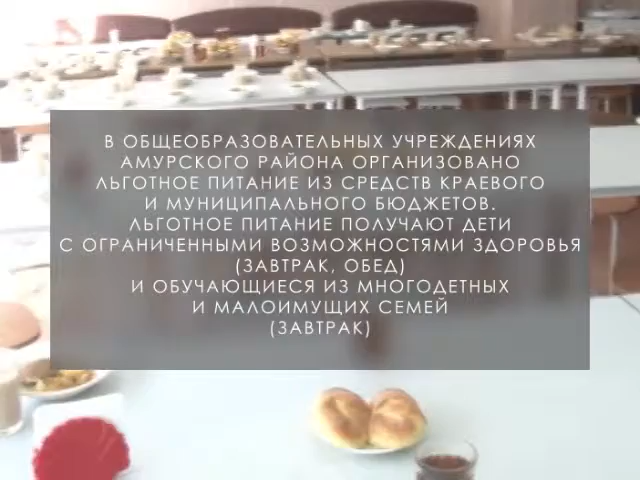 В ОБЩЕОБРАЗОВАТЕЛЬНЫХ УЧРЕЖДЕНИЯХ
АМУРСКОГО РАЙОНА ОРГАНИЗОВАНО
ЛЬГОТНОЕ ПИТАНИЕ ИЗ СРЕДСТВ КРАЕВОГО
И МУНИЦИПАЛЬНОГО БЮДЖЕТОВ.
ЛЬГОТНОЕ ПИТАНИЕ ПОЛУЧАЮТ ДЕТИ
С ОГРАНИЧЕННЫМИ ВОЗМОЖНОСТЯМИ ЗДОРОВЬЯ
(ЗАВТРАК, ОБЕД)
И ОБУЧАЮЩИЕСЯ ИЗ МНОГОДЕТНЫХ
И МАЛОИМУЩИХ СЕМЕЙ
(ЗАВТРАК)